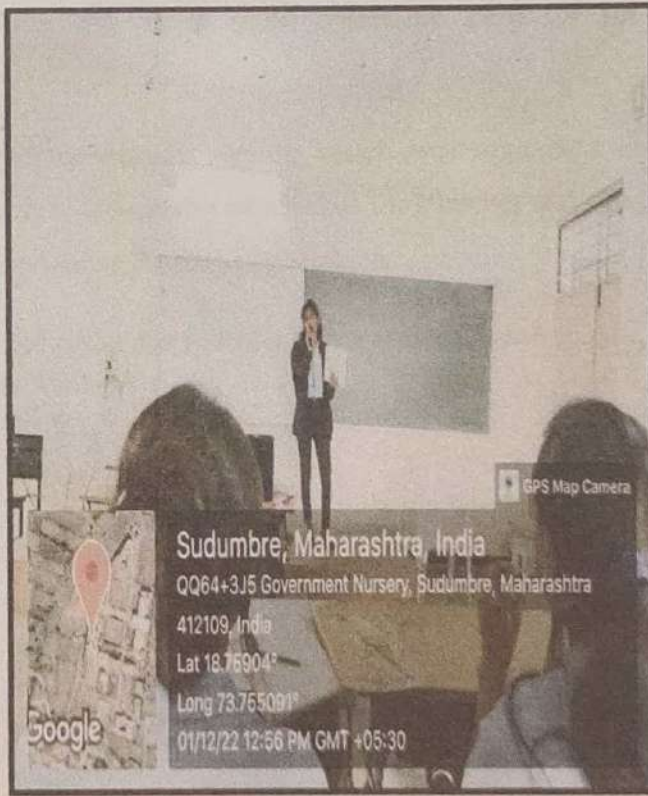 GPS Map Camera
Sudumbre, Maharashtra, India
QQ64+3J5 Government Nursery, Sudumbre, Maharashtra
412109, India
Lat 18.76904°
Long 73.755091°
01/12/22 12:56 PM GMT +05:30
Google